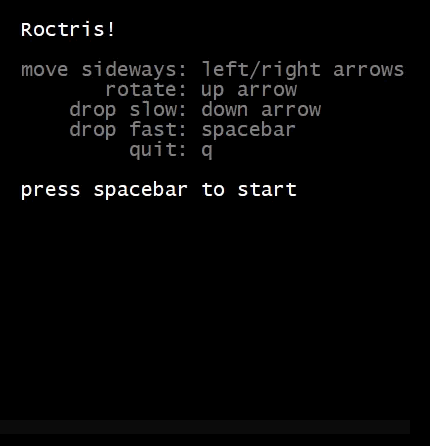 Roctris!
move sideways: left/right arrows
rotate: up arrow
drop slow: down arrow
drop fast: spacebar
quit: q
press spacebar to start